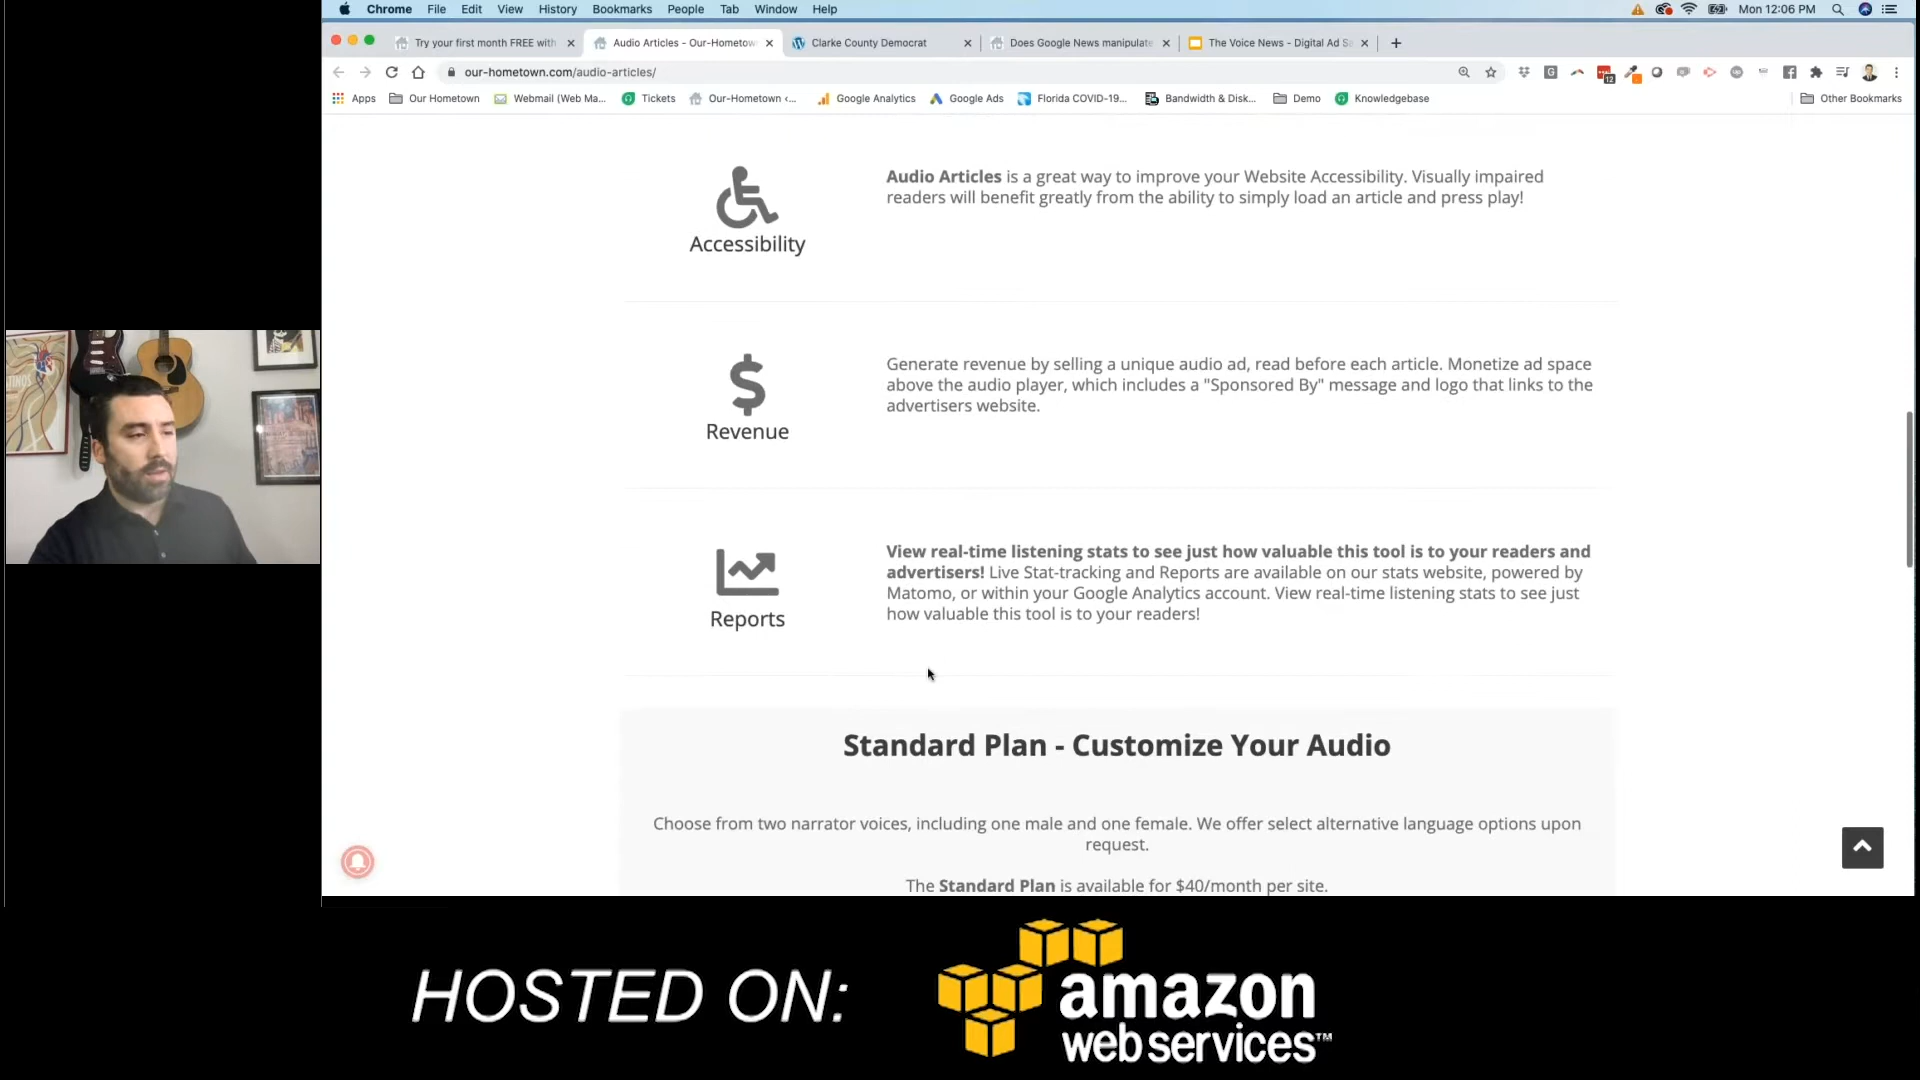 Chrome File Edit View History Bookmarks People Tab Window Help
Mon 12:06 PM
Try your first month FREE with
Audio Articles - Our-Hometow
Clarke County Democrat
Does Google News manipulate
The Voice News - Digital Ad Sa
our-hometown.com/audio-articles/
12
Apps
Our Hometown
Webmail (Web Ma...
Tickets
Our-Hometown ‹...
Google Analytics
Google Ads
Florida COVID-19...
Bandwidth & Disk...
Demo
Knowledgebase
Other Bookmarks
Accessibility
Audio Articles is a great way to improve your Website Accessibility. Visually impaired
readers will benefit greatly from the ability to simply load an article and press play!
Revenue
Generate revenue by selling a unique audio ad, read before each article. Monetize ad space
above the audio player, which includes a "Sponsored By" message and logo that links to the
advertisers website.
Reports
View real-time listening stats to see just how valuable this tool is to your readers and
advertisers! Live Stat-tracking and Reports are available on our stats website, powered by
Matomo, or within your Google Analytics account. View real-time listening stats to see just
how valuable this tool is to your readers!
Standard Plan - Customize Your Audio
Choose from two narrator voices, including one male and one female. We offer select alternative language options upon
request.
The Standard Plan is available for $40/month per site.
HOSTED ON:
amazon
web services™